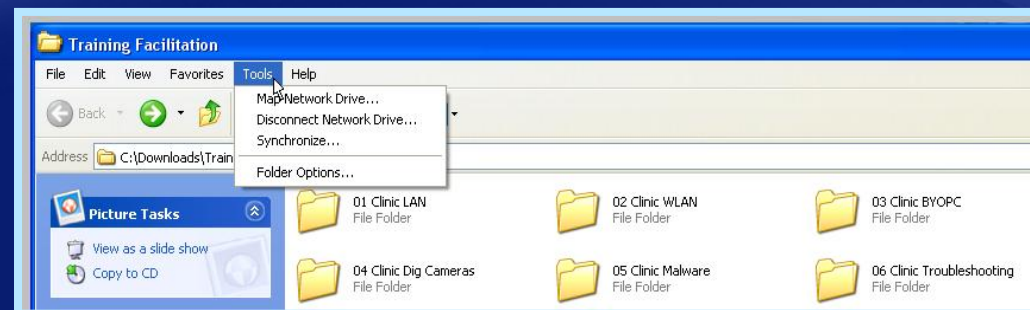 Training Facilitation
File Edit View Favorites Tools Help
Back
Map Network Drive...
Disconnect Network Drive...
Synchronize...
Folder Options...
Address C:\Downloads\Train
Picture Tasks
View as a slide show
Copy to CD
01 Clinic LAN
File Folder
02 Clinic WLAN
File Folder
03 Clinic BYOPC
File Folder
04 Clinic Dig Cameras
File Folder
05 Clinic Malware
File Folder
06 Clinic Troubleshooting
File Folder